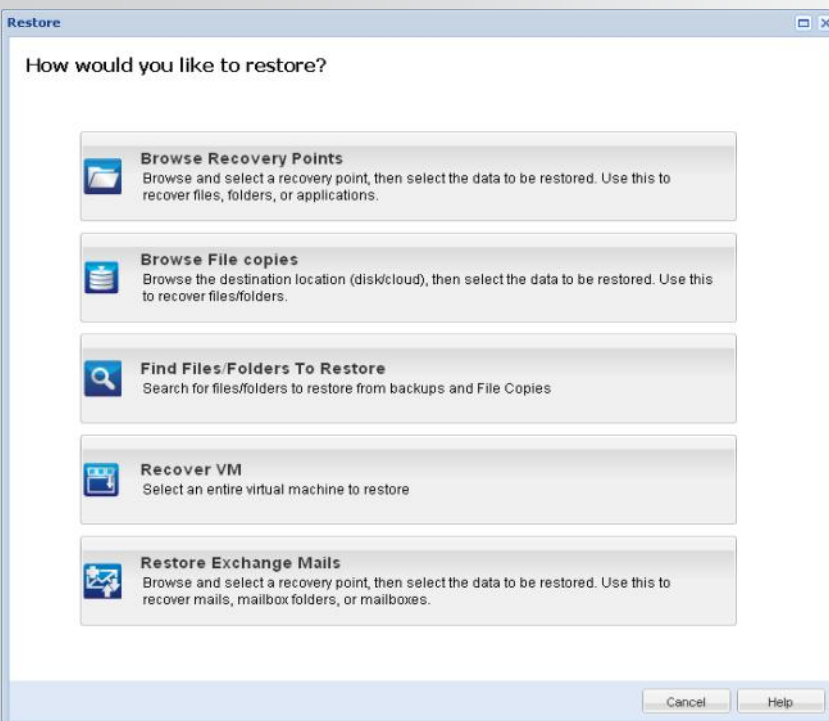 Restore
How would you like to restore?
Browse Recovery Points
Browse and select a recovery point, then select the data to be restored. Use this to
recover files, folders, or applications.
Browse File copies
Browse the destination location (disk/cloud), then select the data to be restored. Use this
to recover files/folders.
Find Files/Folders To Restore
Search for files/folders to restore from backups and File Copies
Recover VM
Select an entire virtual machine to restore
Restore Exchange Mails
Browse and select a recovery point, then select the data to be restored. Use this to
recover mails, mailbox folders, or mailboxes.
Cancel Help